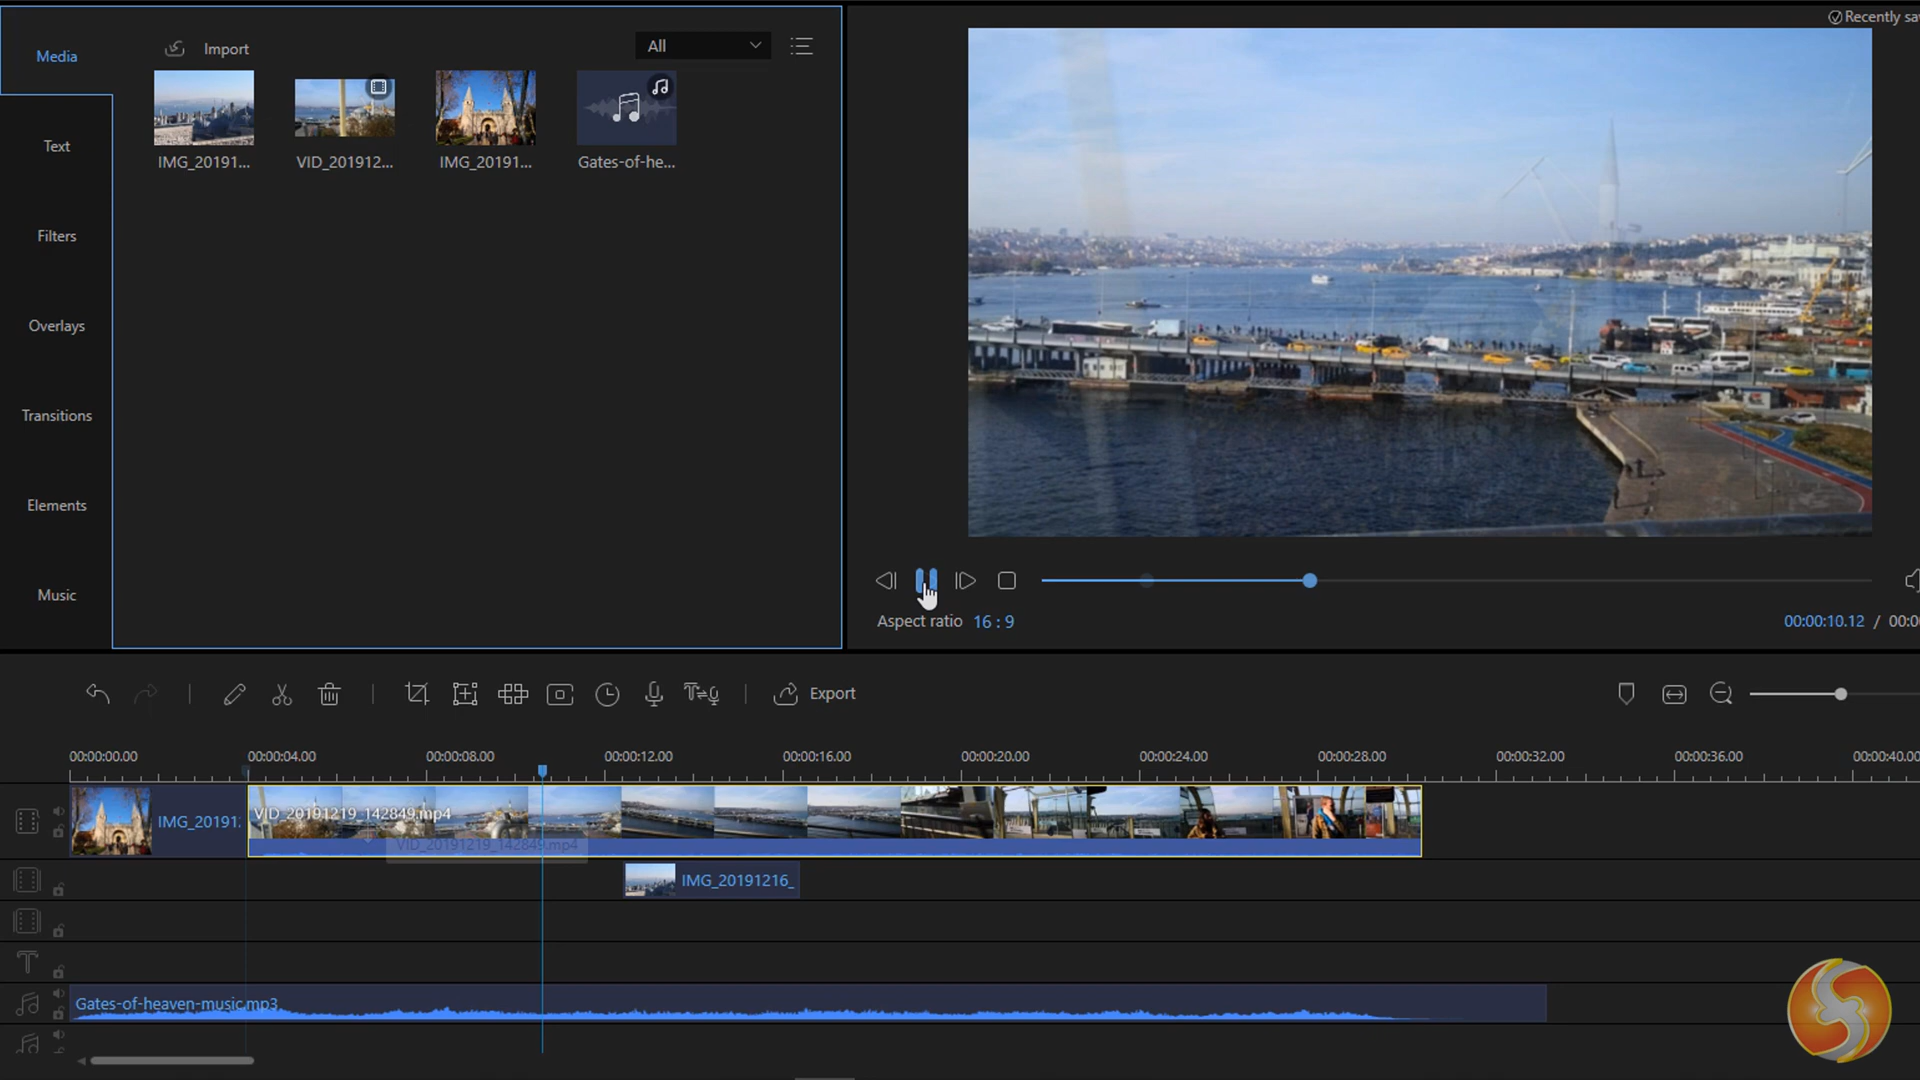 Recently sa
Media
Import
All
IMG_20191...
VID_201912...
IMG_20191...
Gates-of-he...
Text
Filters
Overlays
Transitions
Elements
Music
Aspect ratio 16 : 9
00:00:10.12 / 00:0
Export
00:00:00.00 00:00:04.00 00:00:08.00 00:00:12.00 00:00:16.00 00:00:20.00 00:00:24.00 00:00:28.00 00:00:32.00 00:00:36.00 00:00:40.00
IMG_20191:
VID_20191219_142849.mp4
VID_20191219_142849.mp4
IMG_20191216_
Gates-of-heaven-music.mp3